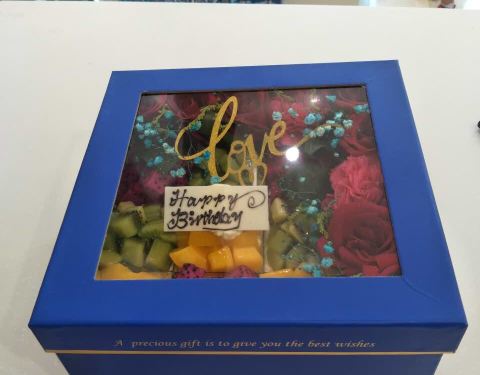 love
Happy
Birthday
A precious gift is to give you the best wishes